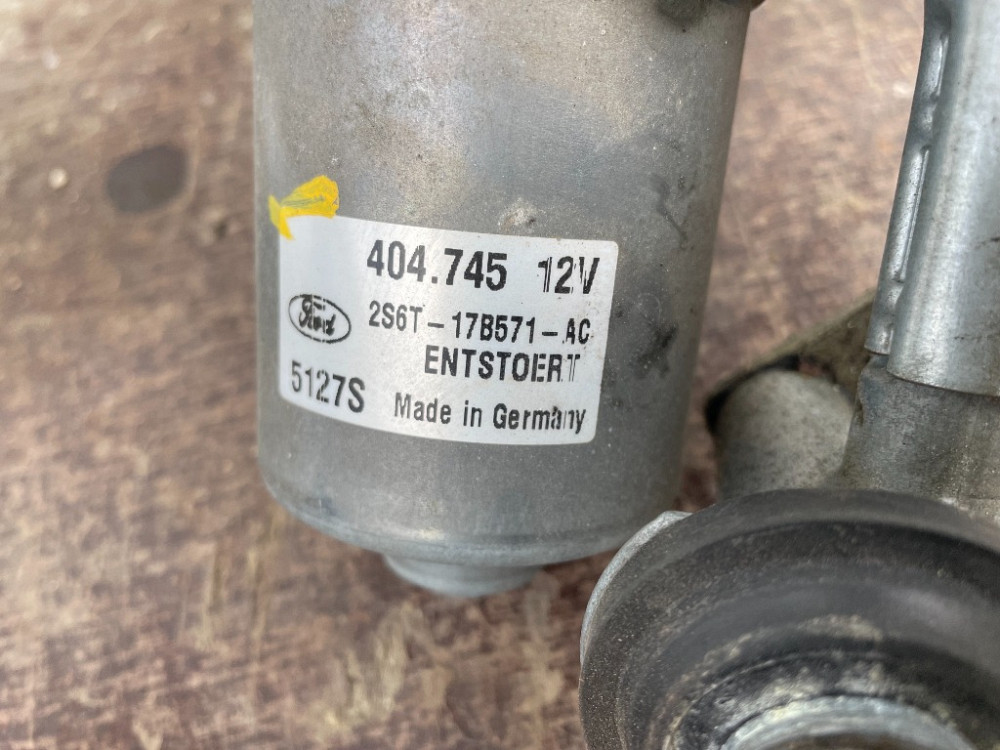 404.745 12V
Ford 2S6T-17B571-AC
ENTSTOERT
5127S Made in Germany